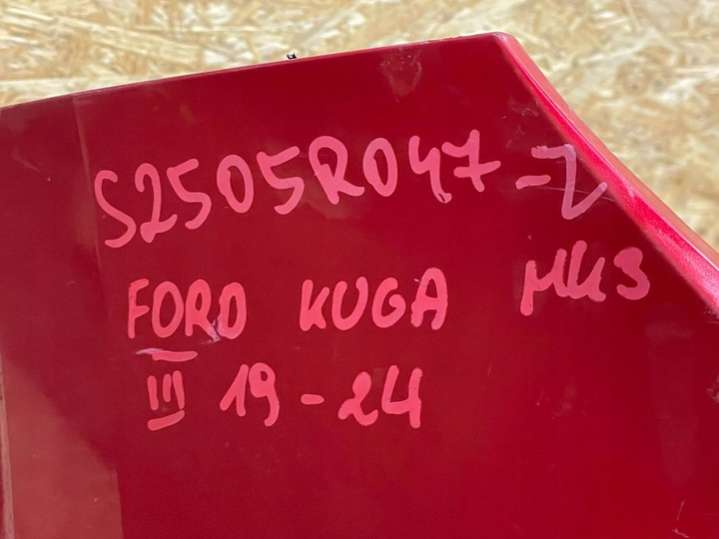 S2505R047-Z
FORD KUGA MK3
III 19-24